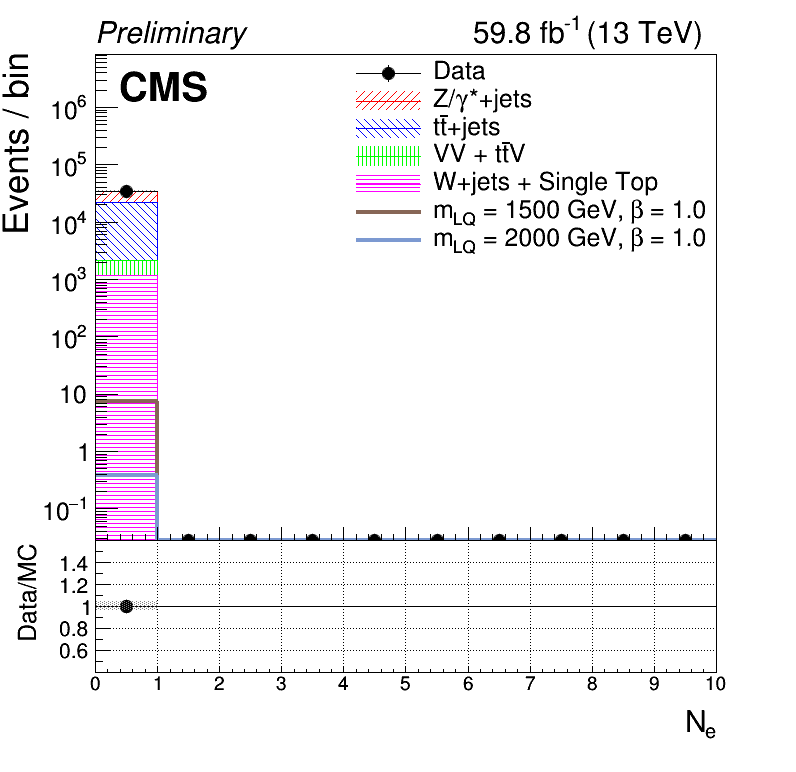 Preliminary 59.8 fb⁻¹ (13 TeV)
CMS
Data
Z/γ*+jets
tt̄+jets
VV + tt̄V
W+jets + Single Top
m_LQ = 1500 GeV, β = 1.0
m_LQ = 2000 GeV, β = 1.0
Events / bin
10⁶
10⁵
10⁴
10³
10²
10
1
10⁻¹
Data/MC
1.4
1.2
1
0.8
0.6
0 1 2 3 4 5 6 7 8 9 10
Nₑ